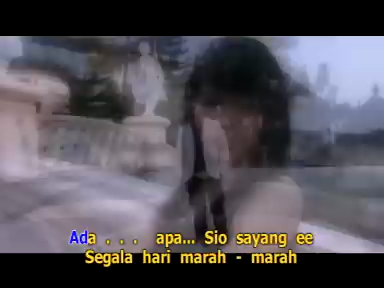 Ada . . . apa... Sio sayang ee
Segala hari marah - marah